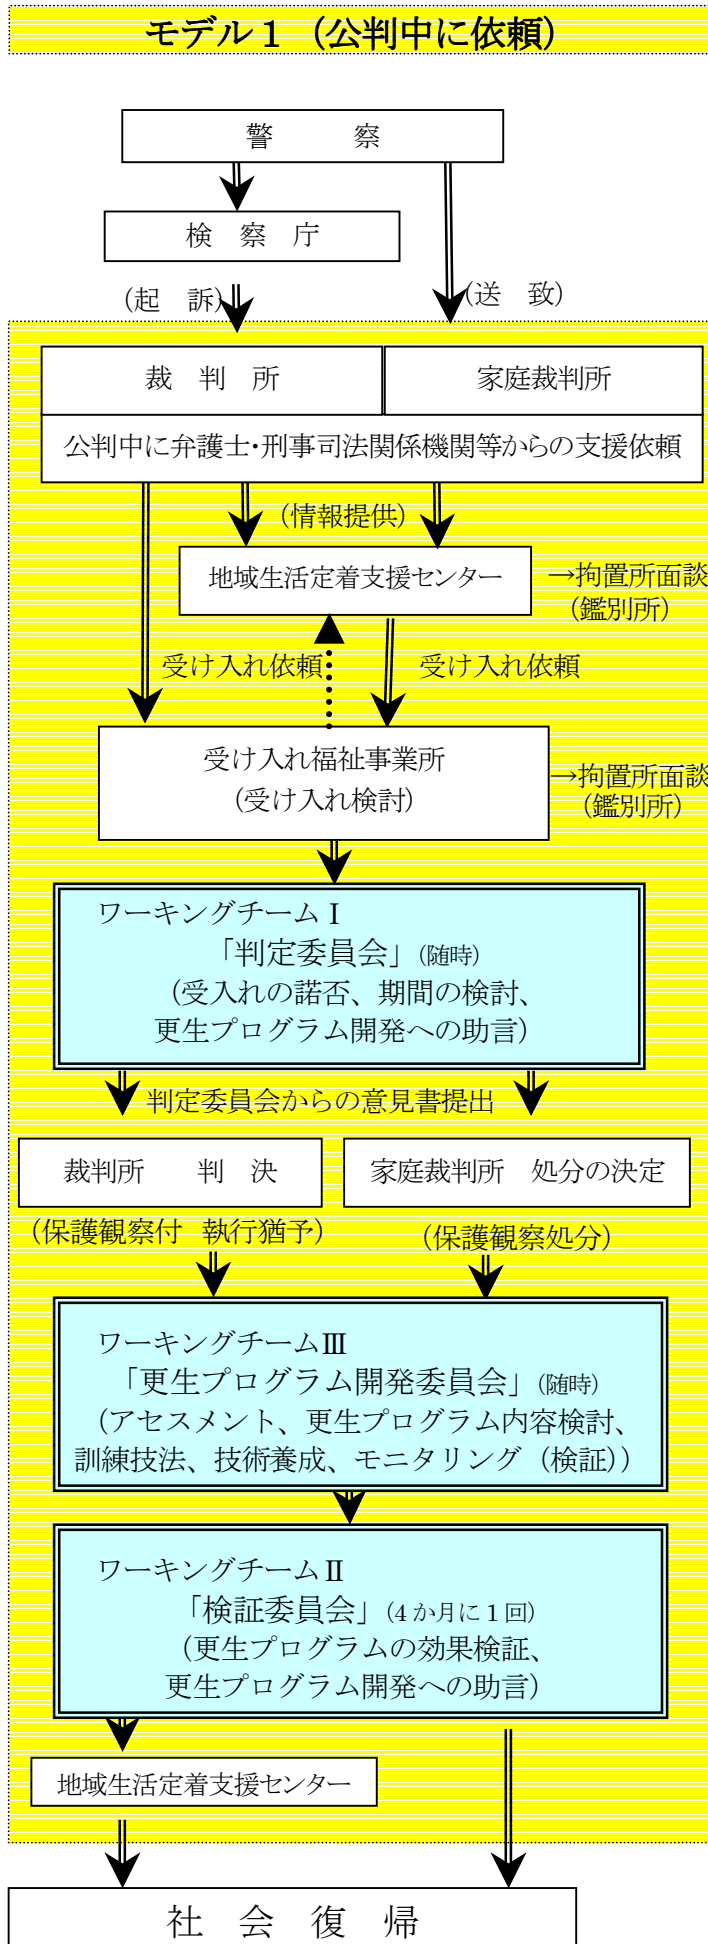 モデル１（公判中に依頼）
警　　察
検　察　庁
（起　訴）
（送　致）
裁　判　所
家庭裁判所
公判中に弁護士・刑事司法関係機関等からの支援依頼
（情報提供）
地域生活定着支援センター
→拘置所面談
（鑑別所）
受け入れ依頼
受け入れ依頼
受け入れ福祉事業所
（受け入れ検討）
→拘置所面談
（鑑別所）
ワーキングチームⅠ
「判定委員会」（随時）
（受入れの諾否、期間の検討、
更生プログラム開発への助言）
判定委員会からの意見書提出
裁判所　　判　決
家庭裁判所　処分の決定
（保護観察付　執行猶予）
（保護観察処分）
ワーキングチームⅢ
「更生プログラム開発委員会」（随時）
（アセスメント、更生プログラム内容検討、
訓練技法、技術養成、モニタリング（検証））
ワーキングチームⅡ
「検証委員会」（4 か月に 1 回）
（更生プログラムの効果検証、
更生プログラム開発への助言）
地域生活定着支援センター
社　会　復　帰